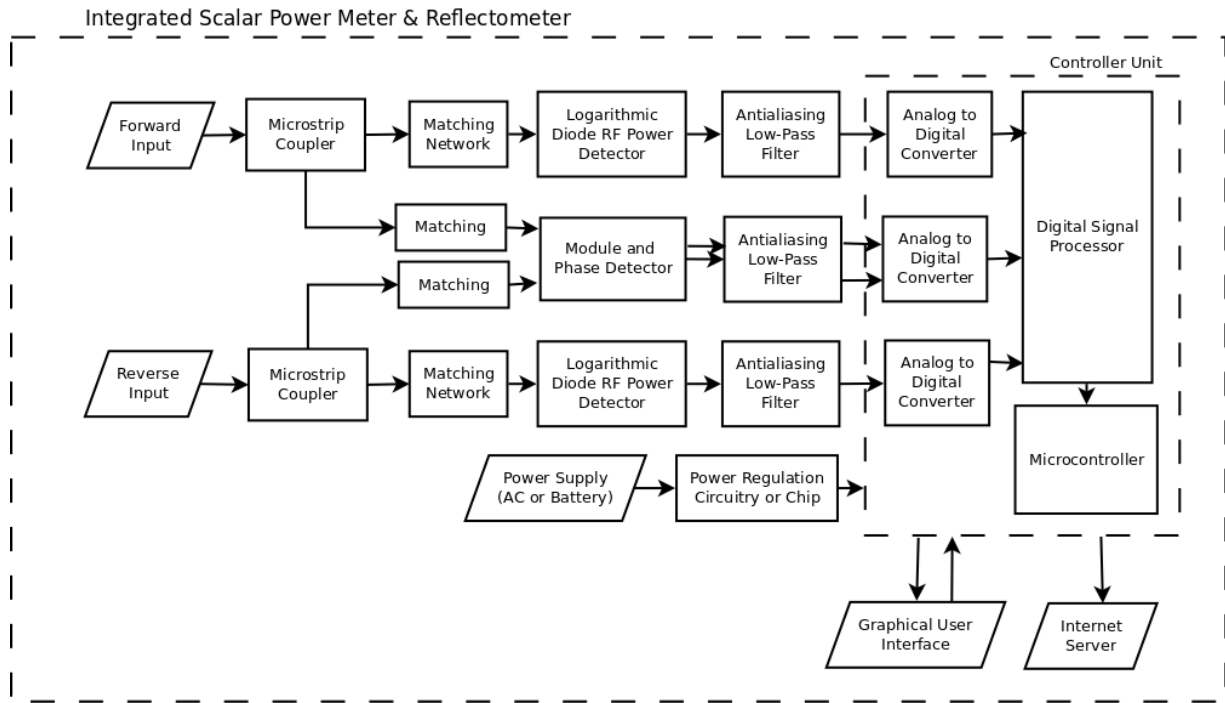 Integrated Scalar Power Meter & Reflectometer
Controller Unit
Forward
Input
Microstrip
Coupler
Matching
Network
Logarithmic
Diode RF Power
Detector
Antialiasing
Low-Pass
Filter
Analog to
Digital
Converter
Digital Signal
Processor
Matching
Matching
Module and
Phase Detector
Antialiasing
Low-Pass
Filter
Analog to
Digital
Converter
Reverse
Input
Microstrip
Coupler
Matching
Network
Logarithmic
Diode RF Power
Detector
Antialiasing
Low-Pass
Filter
Analog to
Digital
Converter
Microcontroller
Power Supply
(AC or Battery)
Power Regulation
Circuitry or Chip
Graphical User
Interface
Internet
Server